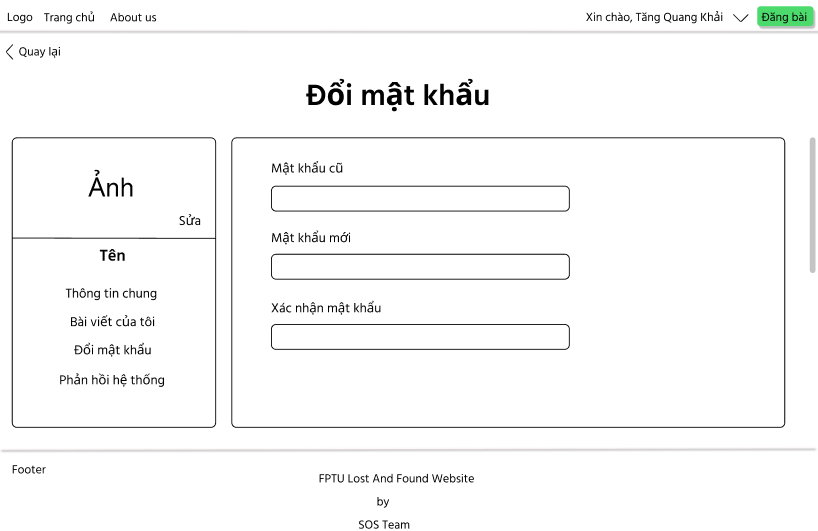 Logo Trang chủ About us Xin chào, Tăng Quang Khải Đăng bài
Quay lại
Đổi mật khẩu
Ảnh
Sửa
Tên
Thông tin chung
Bài viết của tôi
Đổi mật khẩu
Phản hồi hệ thống
Mật khẩu cũ
Mật khẩu mới
Xác nhận mật khẩu
Footer
FPTU Lost And Found Website
by
SOS Team